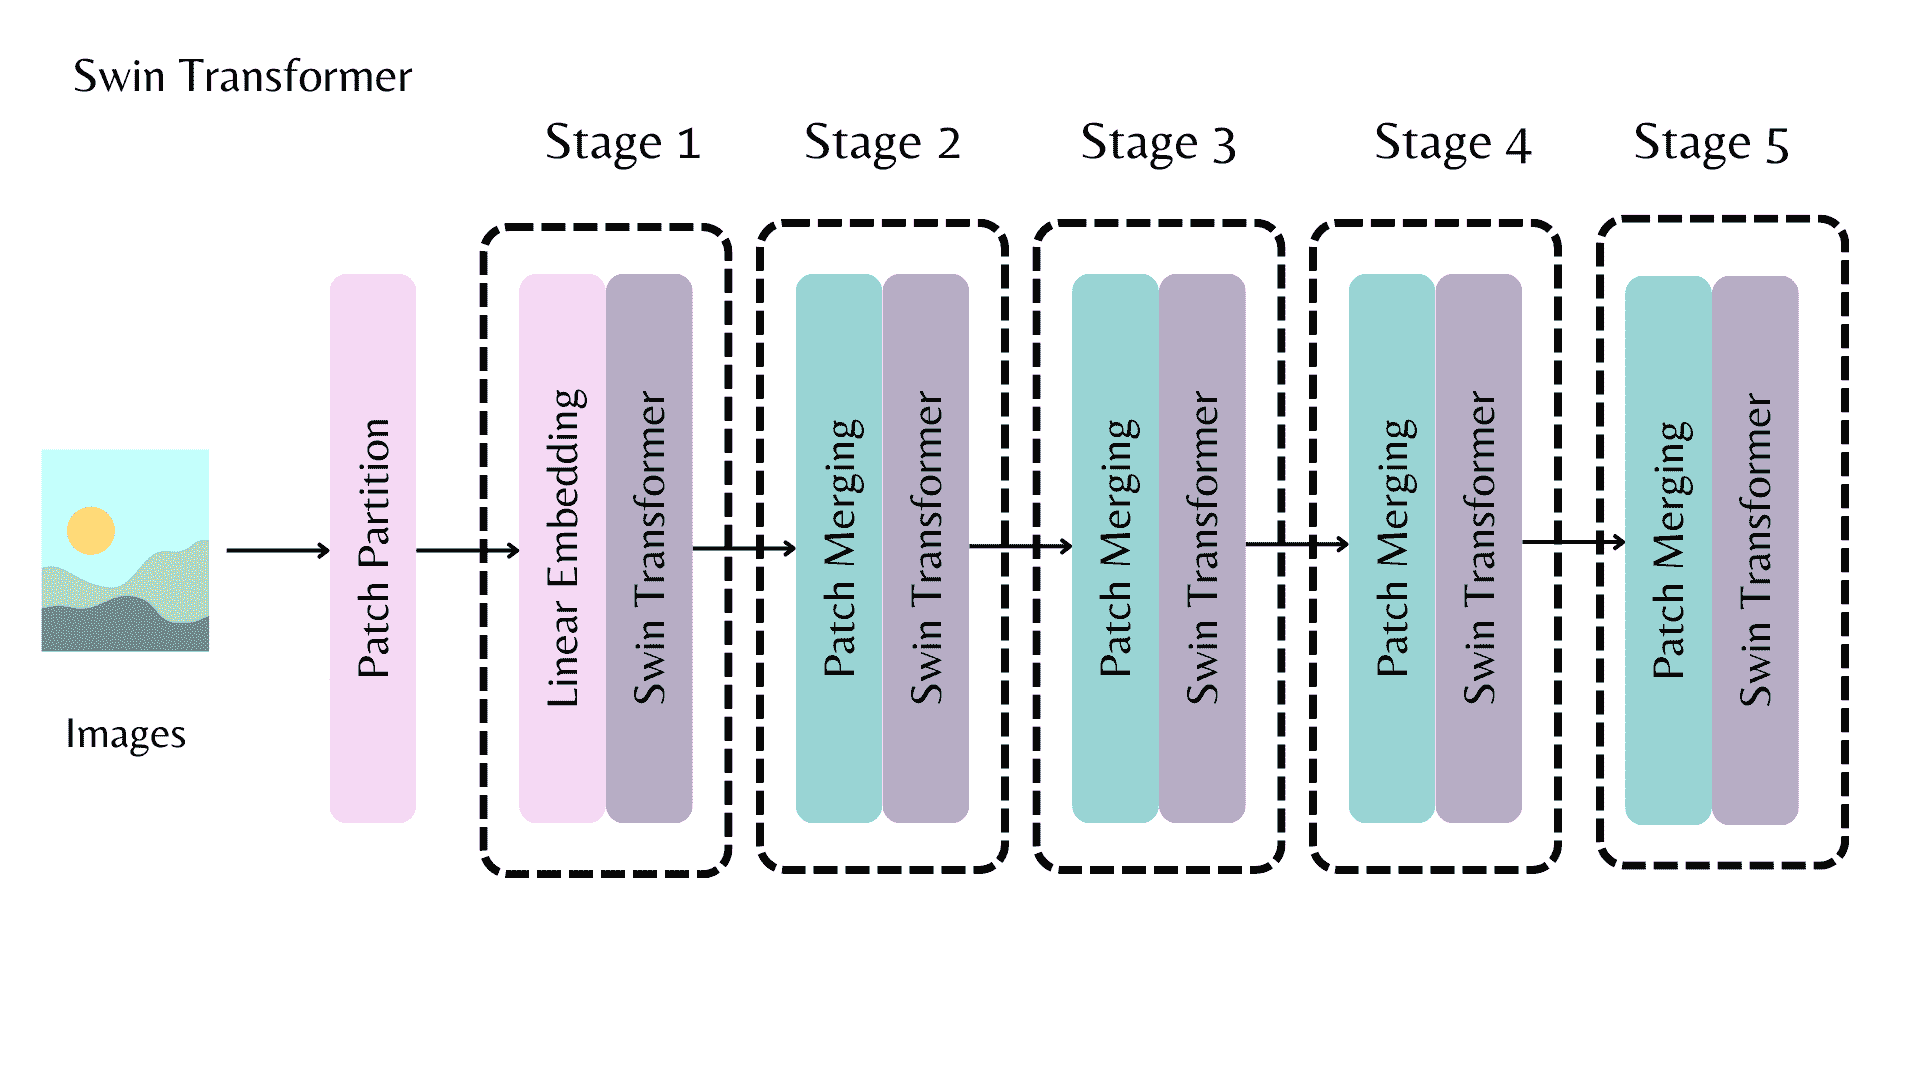 Swin Transformer
Stage 1
Stage 2
Stage 3
Stage 4
Stage 5
Images
Patch Partition
Linear Embedding
Swin Transformer
Patch Merging
Swin Transformer
Patch Merging
Swin Transformer
Patch Merging
Swin Transformer
Patch Merging
Swin Transformer